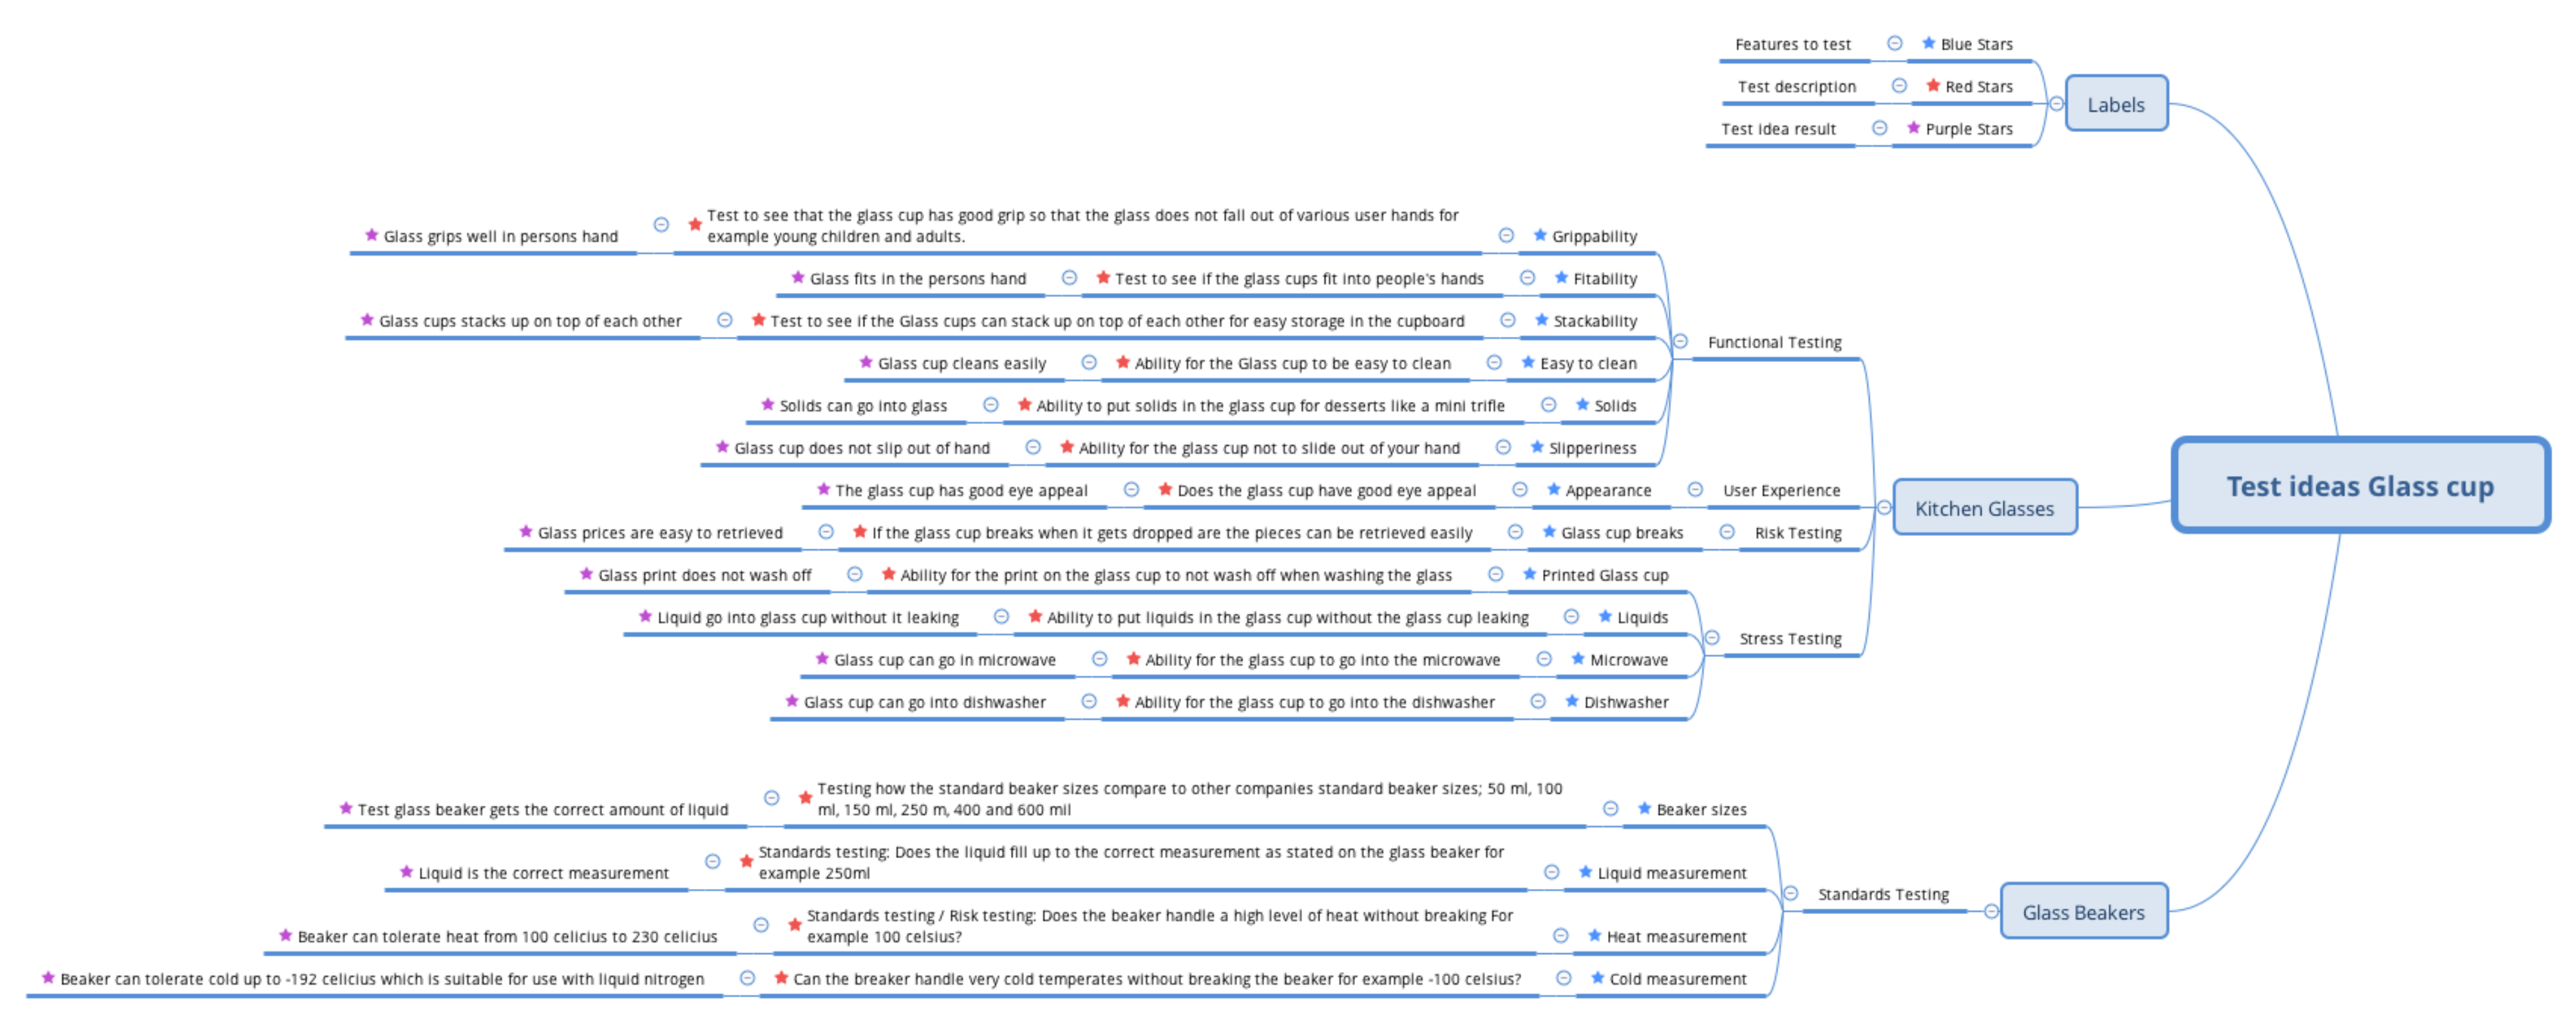 Features to test
Blue Stars
Test description
Red Stars
Labels
Test idea result
Purple Stars
Test to see that the glass cup has good grip so that the glass does not fall out of various user hands for
example young children and adults.
Glass grips well in persons hand
Grippability
Glass fits in the persons hand
Test to see if the glass cups fit into people's hands
Fitability
Glass cups stacks up on top of each other
Test to see if the Glass cups can stack up on top of each other for easy storage in the cupboard
Stackability
Functional Testing
Glass cup cleans easily
Ability for the Glass cup to be easy to clean
Easy to clean
Solids can go into glass
Ability to put solids in the glass cup for desserts like a mini trifle
Solids
Glass cup does not slip out of hand
Ability for the glass cup not to slide out of your hand
Slipperiness
The glass cup has good eye appeal
Does the glass cup have good eye appeal
Appearance
User Experience
Test ideas Glass cup
Kitchen Glasses
Glass prices are easy to retrieved
If the glass cup breaks when it gets dropped are the pieces can be retrieved easily
Glass cup breaks
Risk Testing
Glass print does not wash off
Ability for the print on the glass cup to not wash off when washing the glass
Printed Glass cup
Liquid go into glass cup without it leaking
Ability to put liquids in the glass cup without the glass cup leaking
Liquids
Stress Testing
Glass cup can go in microwave
Ability for the glass cup to go into the microwave
Microwave
Glass cup can go into dishwasher
Ability for the glass cup to go into the dishwasher
Dishwasher
Testing how the standard beaker sizes compare to other companies standard beaker sizes; 50 ml, 100
ml, 150 ml, 250 m, 400 and 600 mil
Test glass beaker gets the correct amount of liquid
Beaker sizes
Standards testing: Does the liquid fill up to the correct measurement as stated on the glass beaker for
example 250ml
Liquid is the correct measurement
Liquid measurement
Standards Testing
Glass Beakers
Standards testing / Risk testing: Does the beaker handle a high level of heat without breaking For
example 100 celsius?
Beaker can tolerate heat from 100 celicius to 230 celicius
Heat measurement
Beaker can tolerate cold up to -192 celicius which is suitable for use with liquid nitrogen
Can the breaker handle very cold temperates without breaking the beaker for example -100 celsius?
Cold measurement